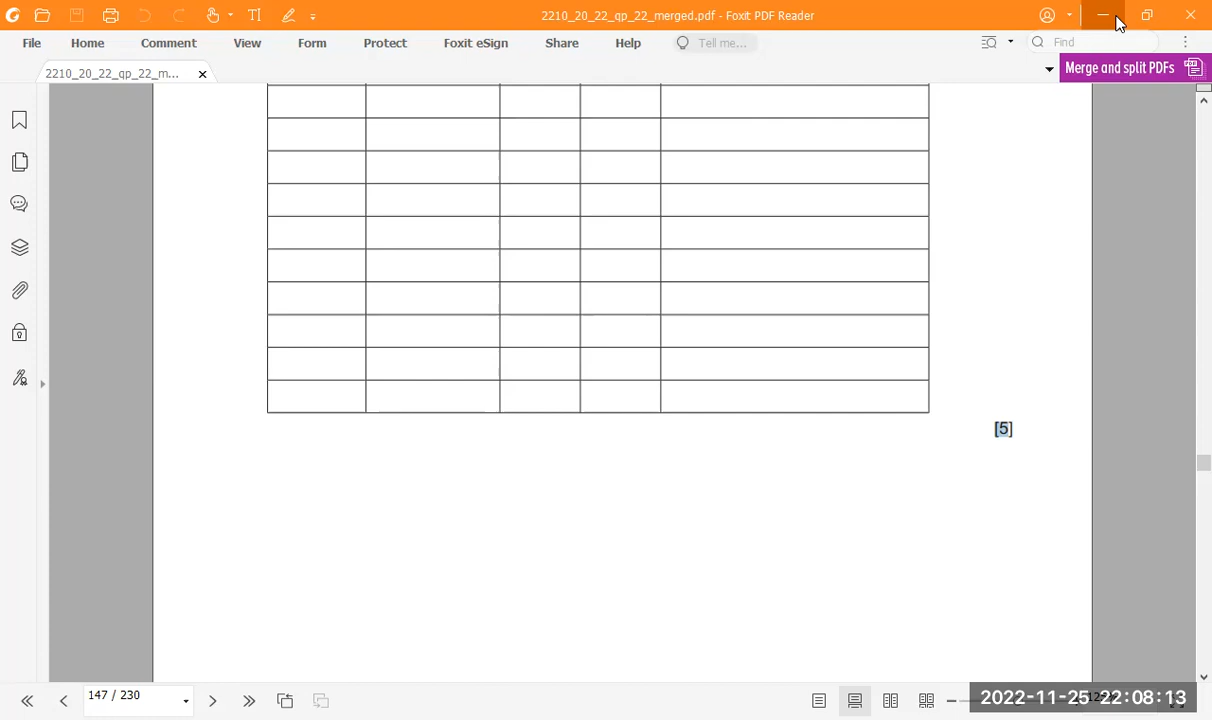 2210_20_22_qp_22_merged.pdf - Foxit PDF Reader
File Home Comment View Form Protect Foxit eSign Share Help Tell me... Find
2210_20_22_qp_22_m... Merge and split PDFs
[5]
147 / 230
2022-11-25 22:08:13